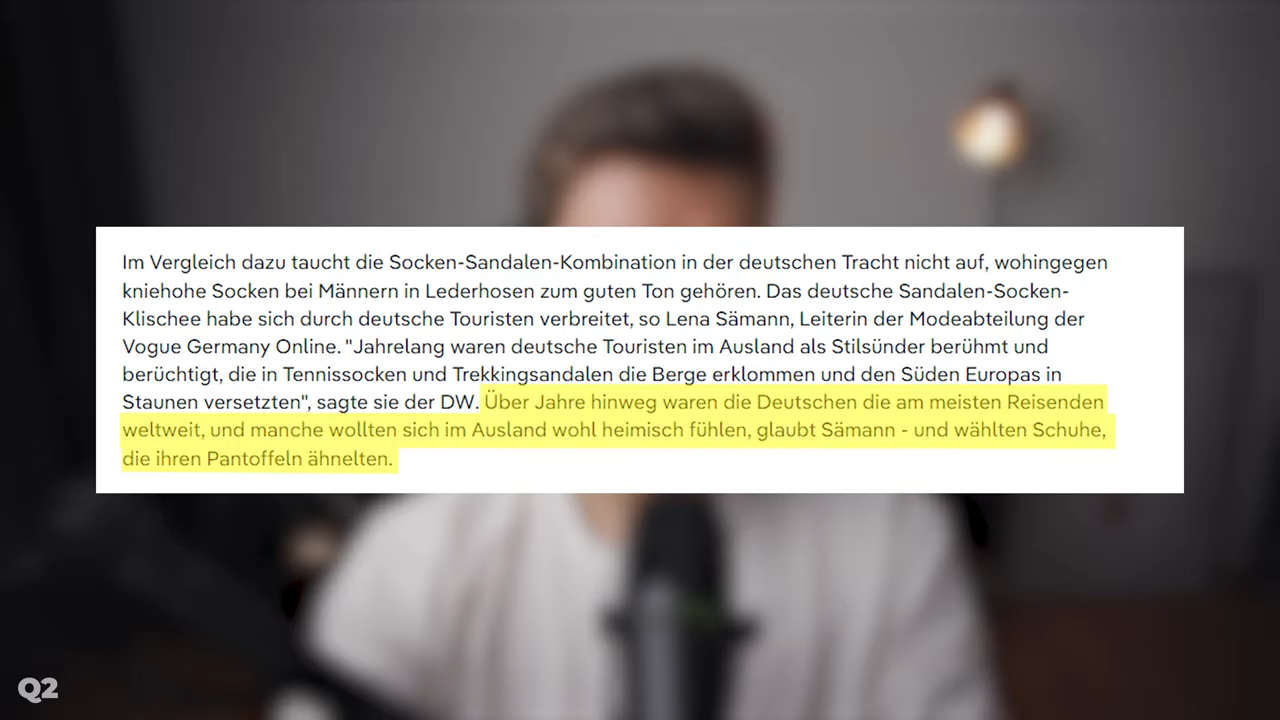 Im Vergleich dazu taucht die Socken-Sandalen-Kombination in der deutschen Tracht nicht auf, wohingegen
kniehohe Socken bei Männern in Lederhosen zum guten Ton gehören. Das deutsche Sandalen-Socken-
Klischee habe sich durch deutsche Touristen verbreitet, so Lena Sämann, Leiterin der Modeabteilung der
Vogue Germany Online. "Jahrelang waren deutsche Touristen im Ausland als Stilsünder berühmt und
berüchtigt, die in Tennissocken und Trekkingsandalen die Berge erklommen und den Süden Europas in
Staunen versetzten", sagte sie der DW. Über Jahre hinweg waren die Deutschen die am meisten Reisenden
weltweit, und manche wollten sich im Ausland wohl heimisch fühlen, glaubt Sämann - und wählten Schuhe,
die ihren Pantoffeln ähnelten.
Q2